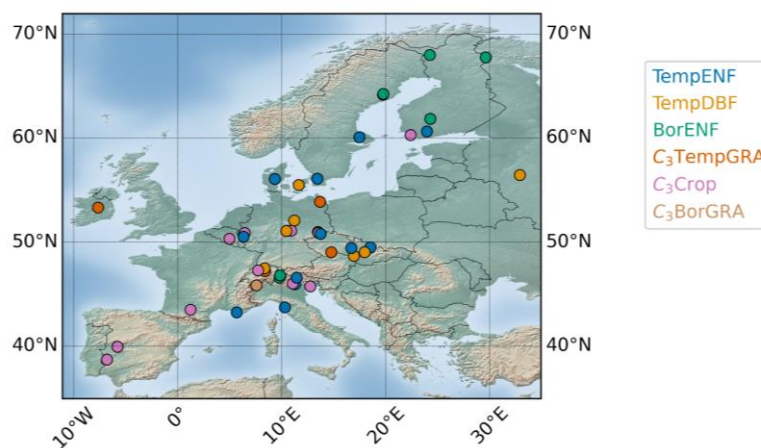 70°N
70°N
60°N
60°N
50°N
50°N
40°N
40°N
10°W
0°
10°E
20°E
30°E
TempENF
TempDBF
BorENF
C₃TempGRA
C₃Crop
C₃BorGRA